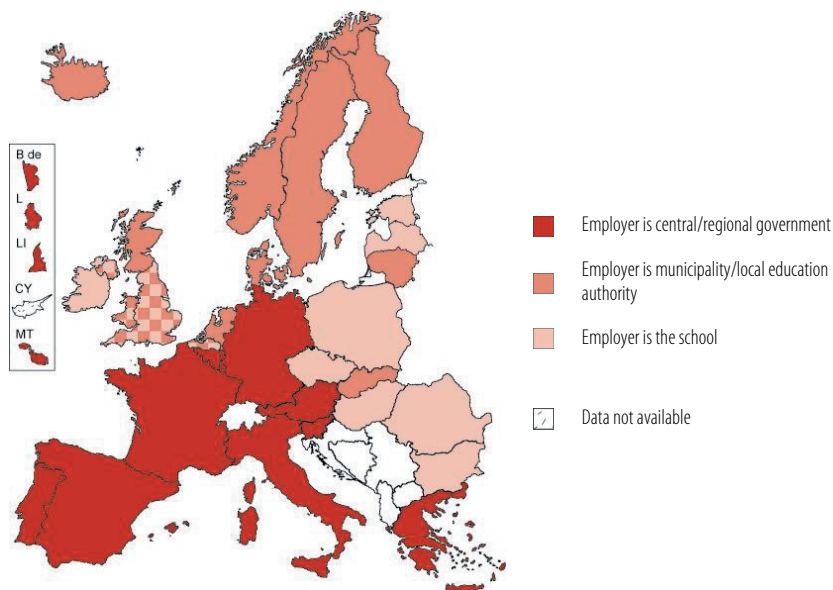 B de
L
LI
CY
MT
Employer is central/regional government
Employer is municipality/local education
authority
Employer is the school
Data not available